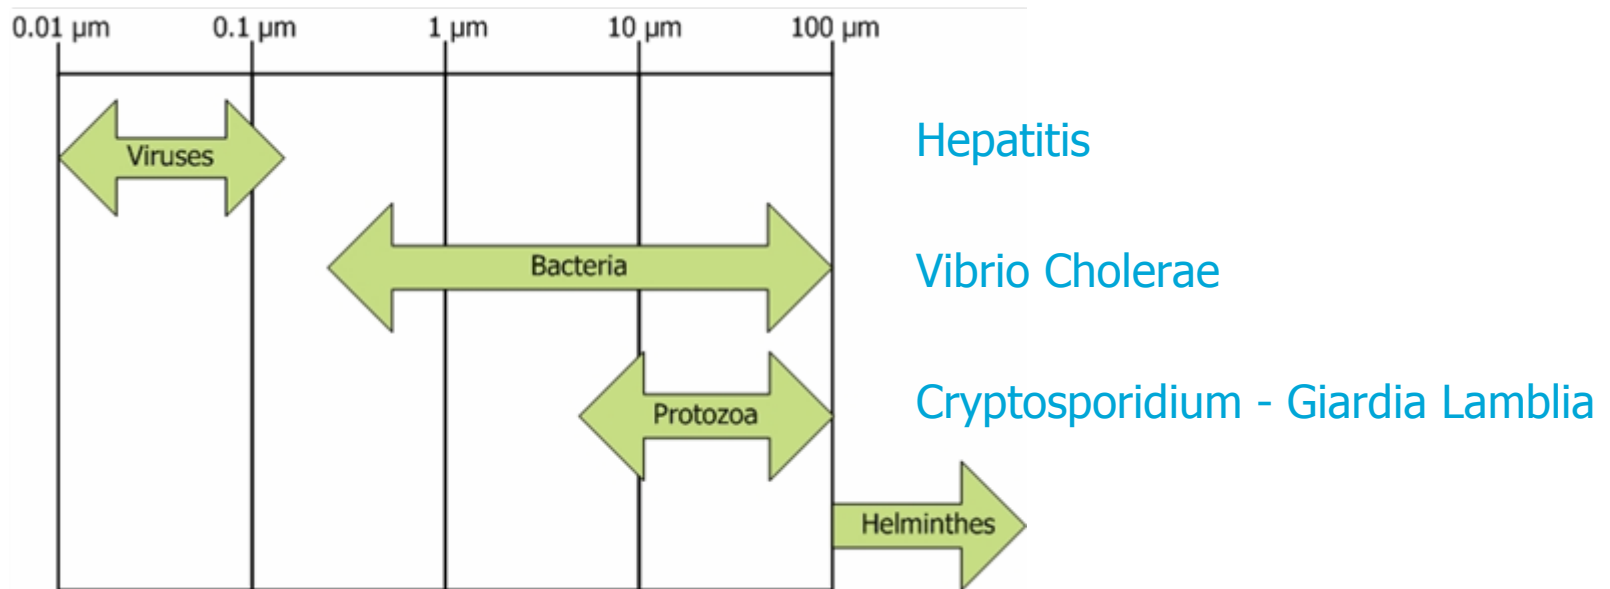 0.01 µm 0.1 µm 1 µm 10 µm 100 µm
Viruses
Hepatitis
Bacteria
Vibrio Cholerae
Protozoa
Cryptosporidium - Giardia Lamblia
Helminthes